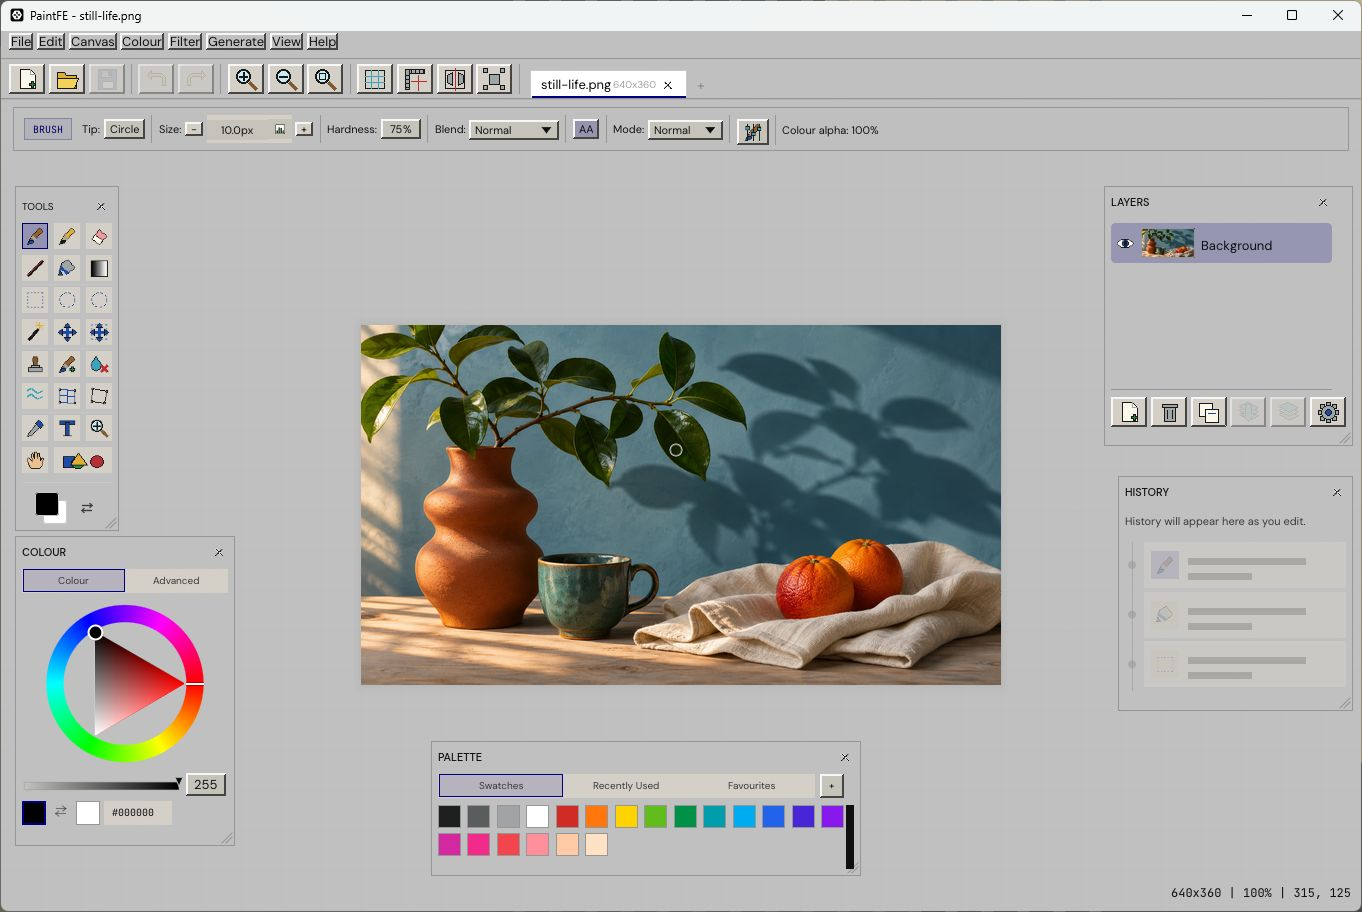 PaintFE - still-life.png
File Edit Canvas Colour Filter Generate View Help
still-life.png 640x360
BRUSH Tip: Circle Size: - 10.0px + Hardness: 75% Blend: Normal AA Mode: Normal Colour alpha: 100%
TOOLS
T
COLOUR
Colour Advanced
255
#000000
LAYERS
Background
HISTORY
History will appear here as you edit.
PALETTE
Swatches Recently Used Favourites +
640x360 | 100% | 315, 125